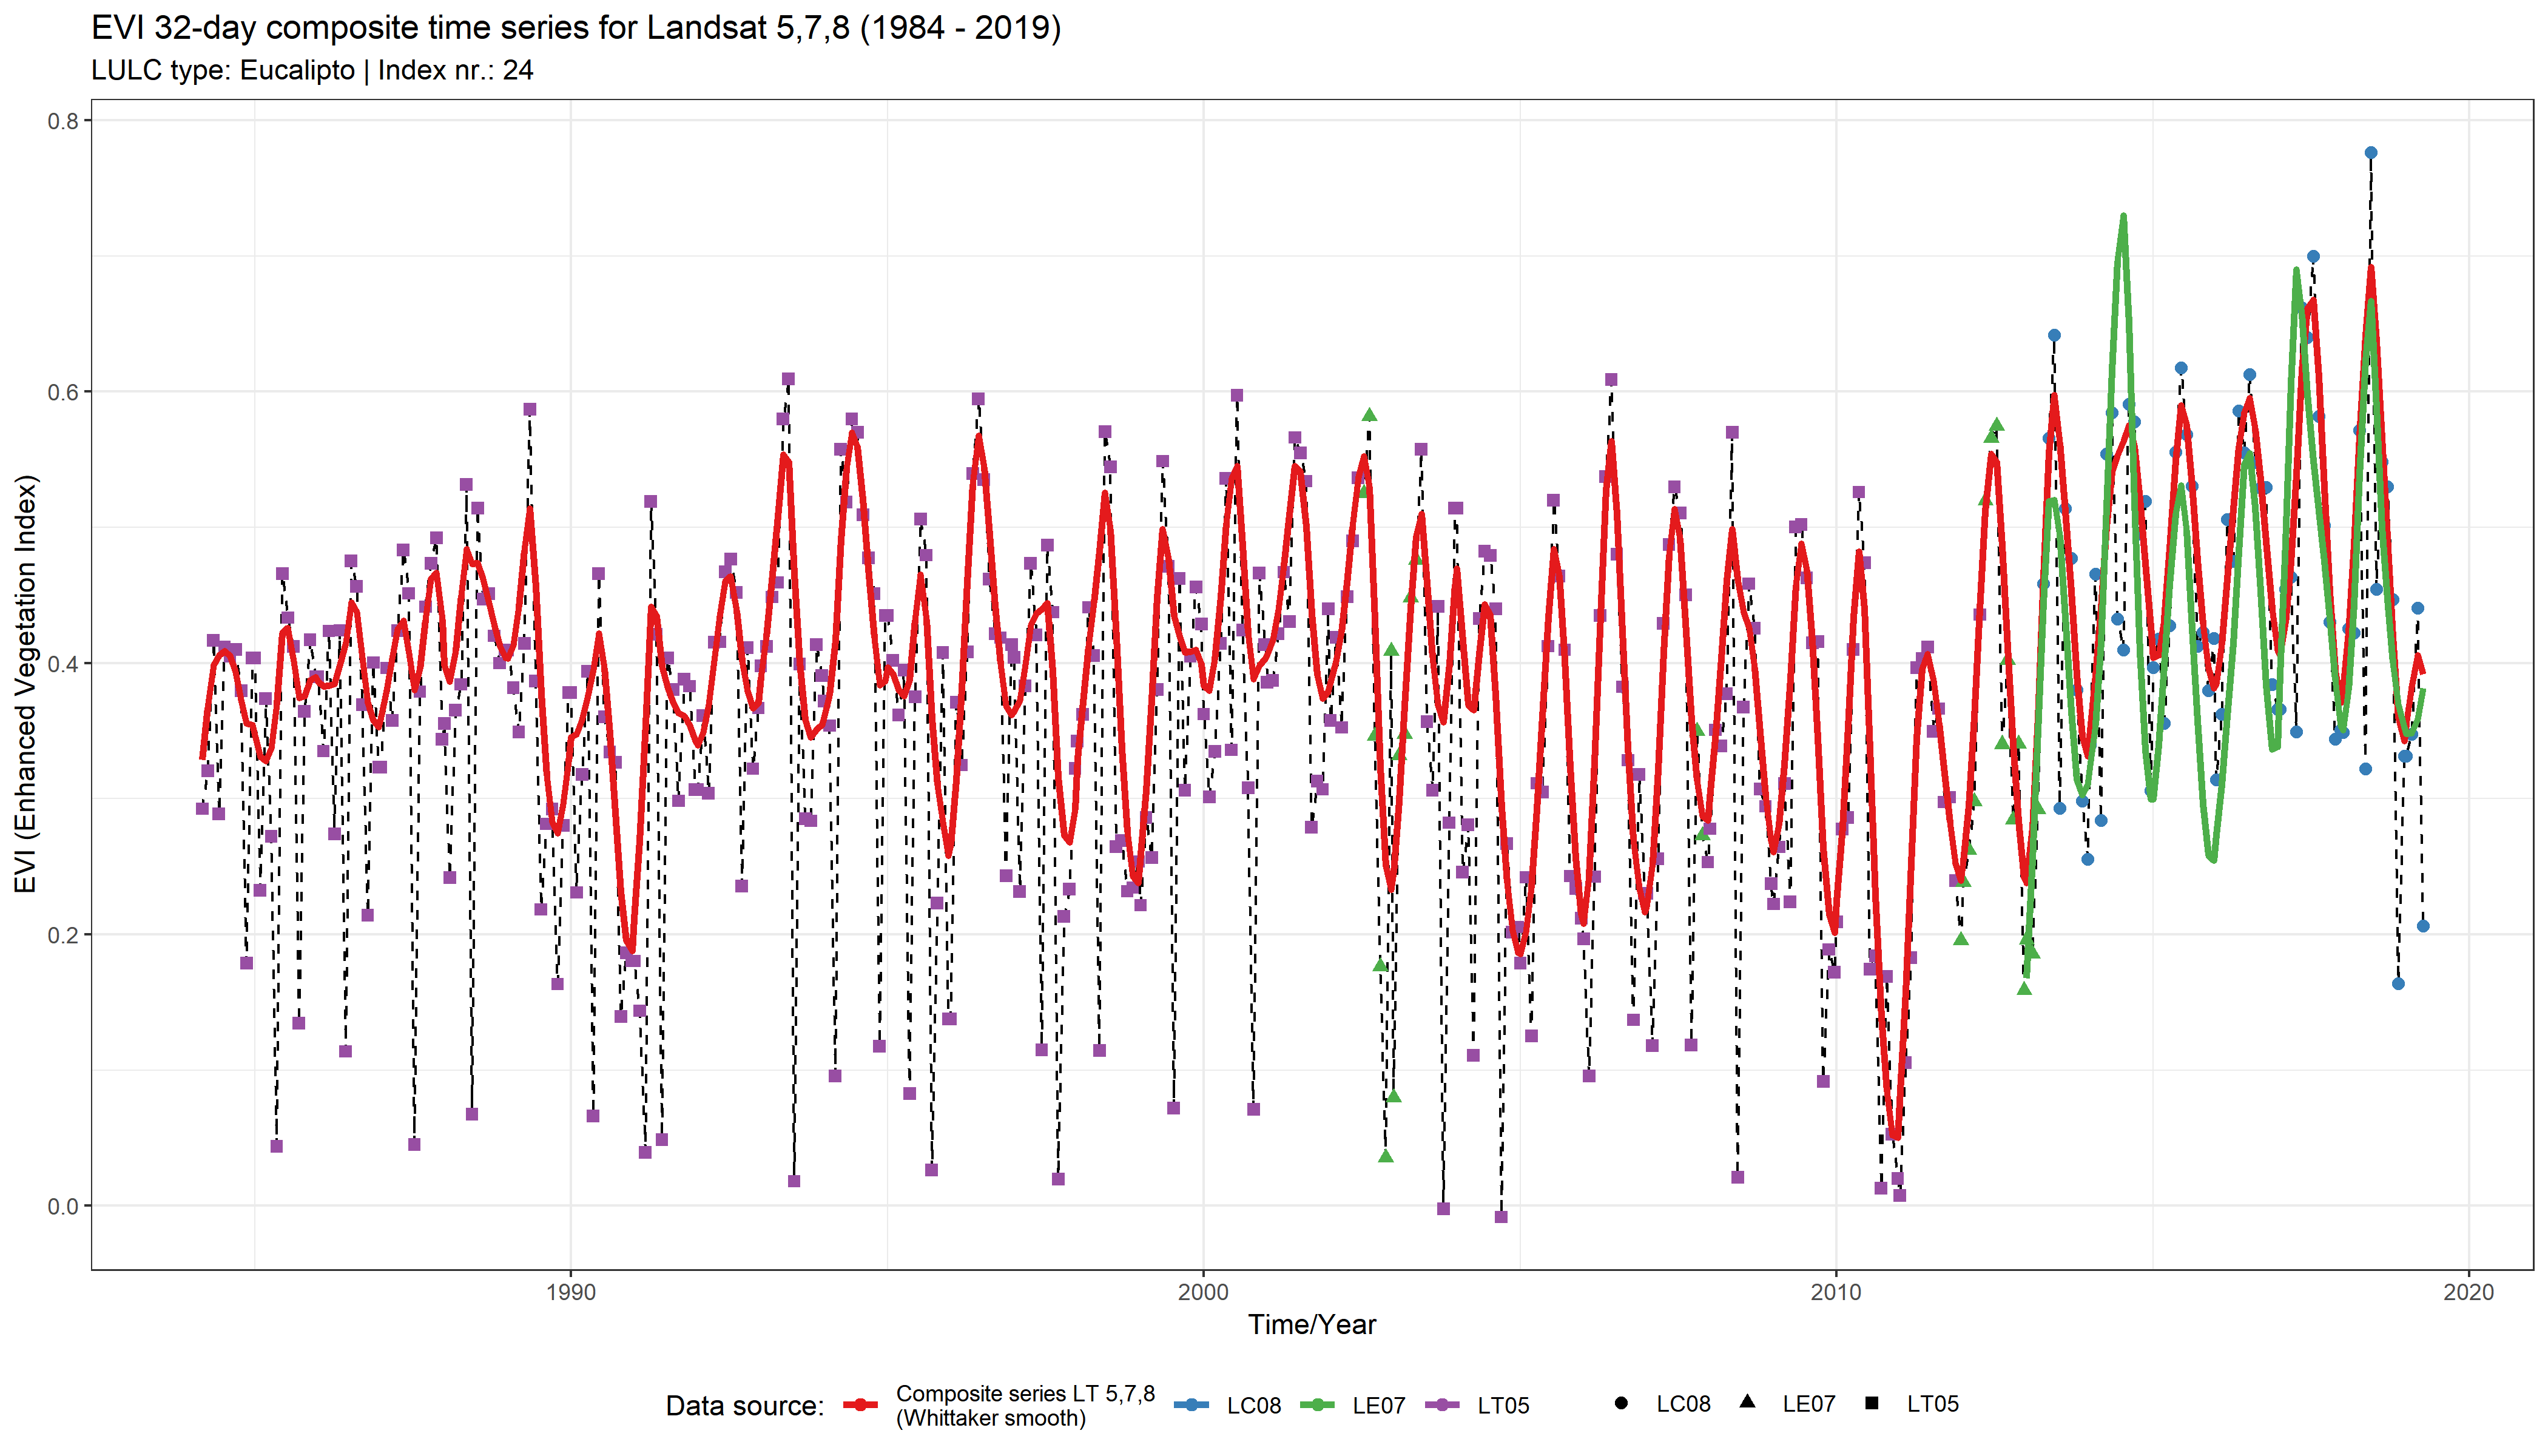 EVI 32-day composite time series for Landsat 5,7,8 (1984 - 2019)
LULC type: Eucalipto | Index nr.: 24
EVI (Enhanced Vegetation Index)
0.8
0.6
0.4
0.2
0.0
1990 2000 2010 2020
Time/Year
Data source: Composite series LT 5,7,8
(Whittaker smooth)
LC08 LE07 LT05 LC08 LE07 LT05